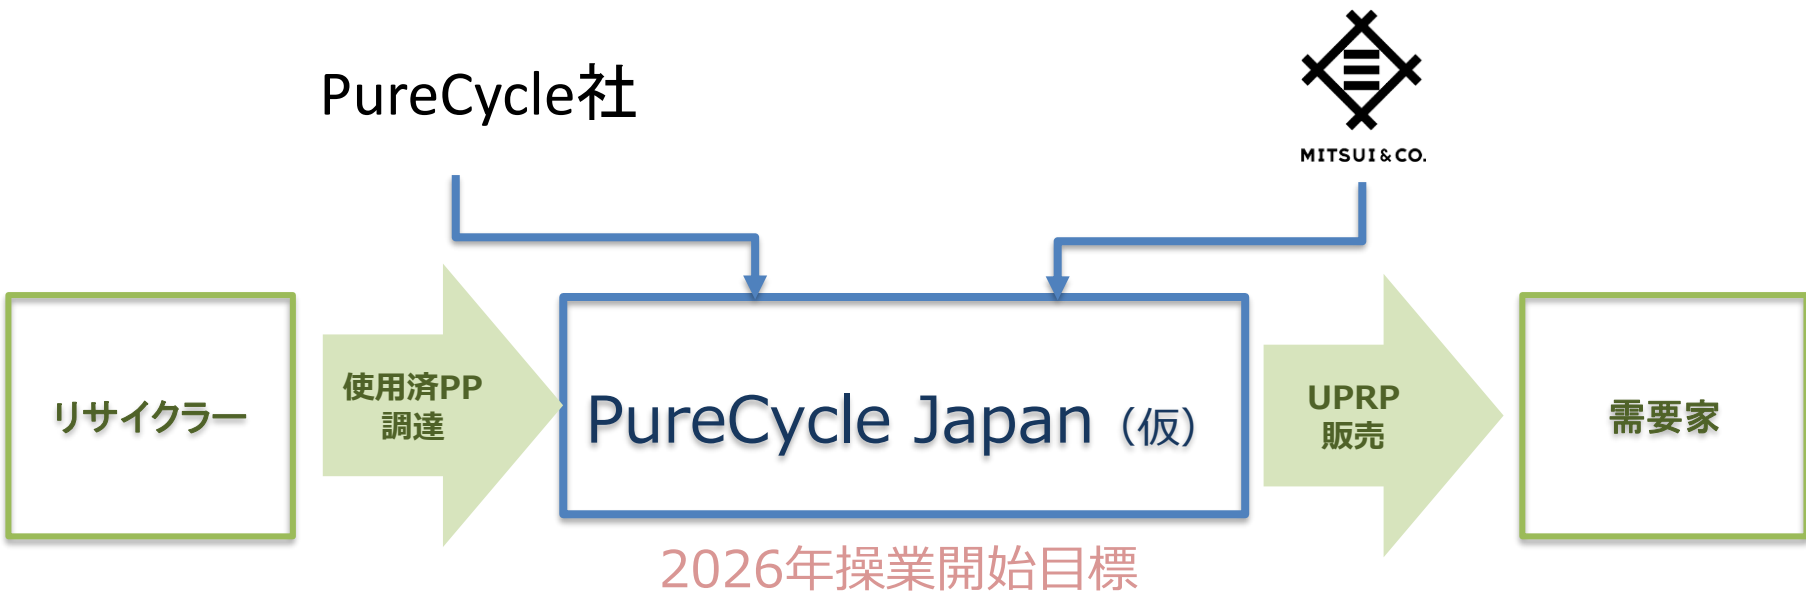 PureCycle社
MITSUI & CO.
リサイクラー
使用済PP
調達
PureCycle Japan（仮）
UPRP
販売
需要家
2026年操業開始目標